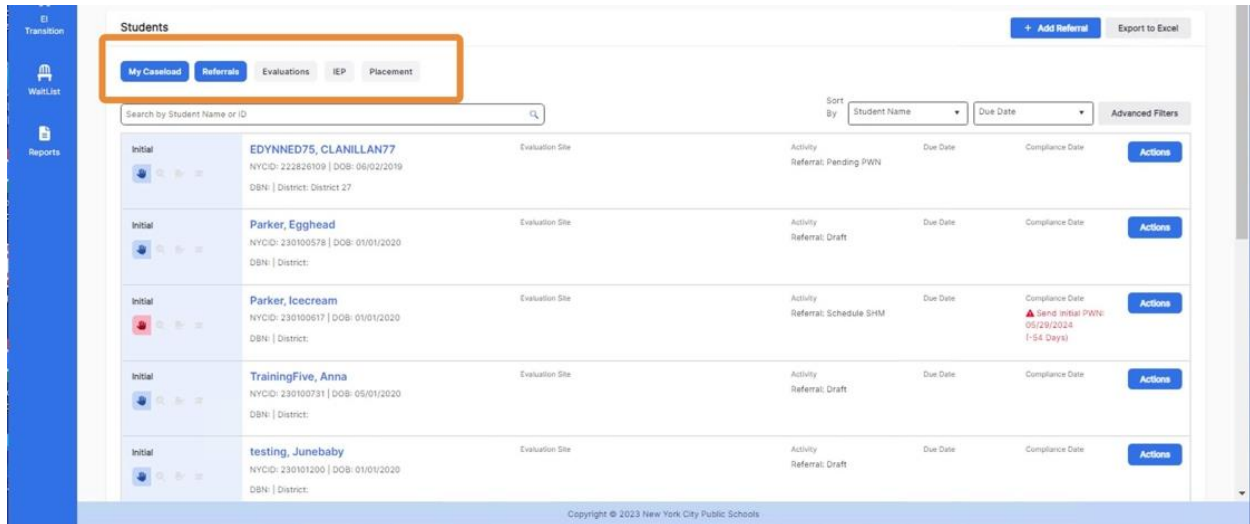 EI
Transition
WaitList
Reports
Students
+ Add Referral
Export to Excel
My Caseload
Referrals
Evaluations
IEP
Placement
Search by Student Name or ID
Sort
By
Student Name
Due Date
Advanced Filters
Initial
EDYNNED75, CLANILLAN77
NYCID: 222826109 | DOB: 06/02/2019
DBN: | District: District 27
Evaluation Site
Activity
Referral: Pending PWN
Due Date
Compliance Date
Actions
Initial
Parker, Egghead
NYCID: 230100578 | DOB: 01/01/2020
DBN: | District:
Evaluation Site
Activity
Referral: Draft
Due Date
Compliance Date
Actions
Initial
Parker, Icecream
NYCID: 230100617 | DOB: 01/01/2020
DBN: | District:
Evaluation Site
Activity
Referral: Schedule SHM
Due Date
Compliance Date
Send Initial PWN:
05/29/2024
(-54 Days)
Actions
Initial
TrainingFive, Anna
NYCID: 230100731 | DOB: 05/01/2020
DBN: | District:
Evaluation Site
Activity
Referral: Draft
Due Date
Compliance Date
Actions
Initial
testing, Junebaby
NYCID: 230101200 | DOB: 01/01/2020
DBN: | District:
Evaluation Site
Activity
Referral: Draft
Due Date
Compliance Date
Actions
Copyright © 2023 New York City Public Schools